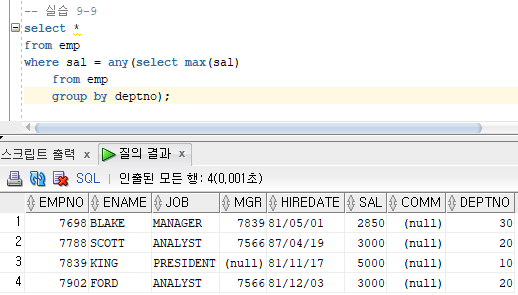 -- 실습 9-9
select *
from emp
where sal = any(select max(sal)
from emp
group by deptno);
스크립트 출력 x 질의 결과 x
SQL | 인출된 모든 행: 4(0,001초)
EMPNO ENAME JOB MGR HIREDATE SAL COMM DEPTNO
1 7698 BLAKE MANAGER 7839 81/05/01 2850 (null) 30
2 7788 SCOTT ANALYST 7566 87/04/19 3000 (null) 20
3 7839 KING PRESIDENT (null) 81/11/17 5000 (null) 10
4 7902 FORD ANALYST 7566 81/12/03 3000 (null) 20